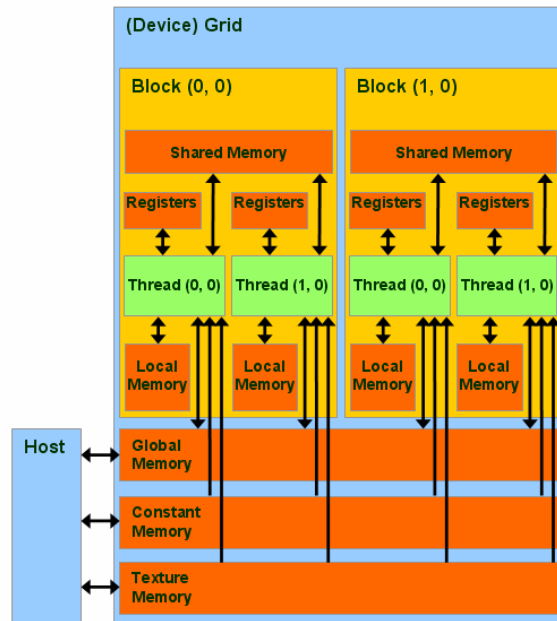 (Device) Grid
Block (0, 0)
Block (1, 0)
Shared Memory
Shared Memory
Registers
Registers
Registers
Registers
Thread (0, 0)
Thread (1, 0)
Thread (0, 0)
Thread (1, 0)
Local
Memory
Local
Memory
Local
Memory
Local
Memory
Host
Global
Memory
Constant
Memory
Texture
Memory